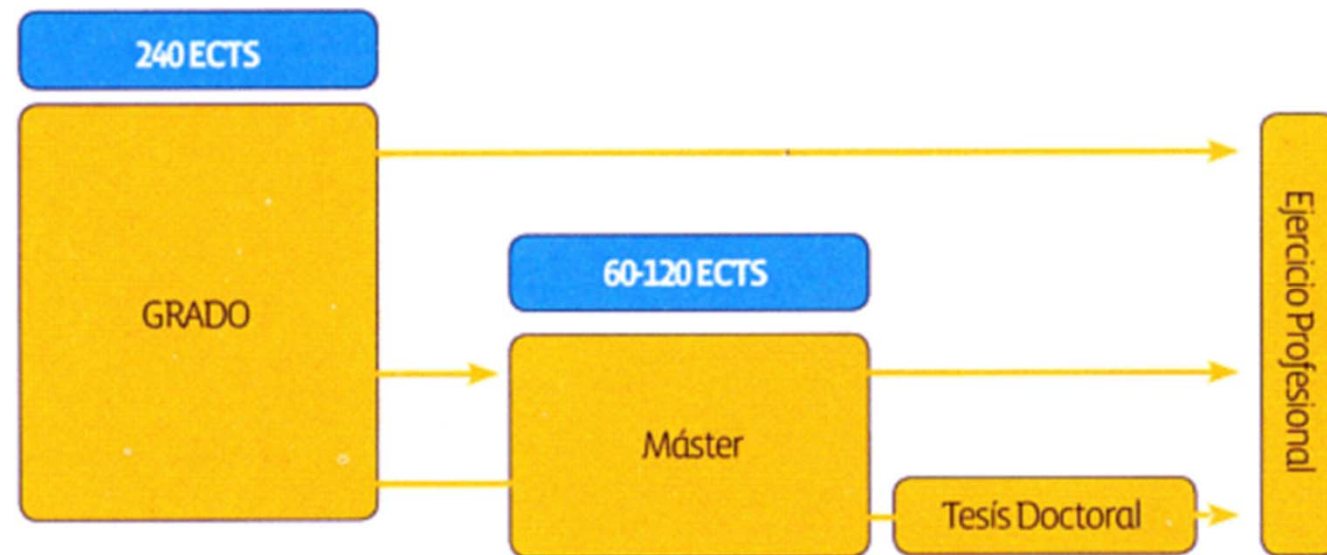 240 ECTS
GRADO
60-120 ECTS
Máster
Tesís Doctoral
Ejercicio Profesional